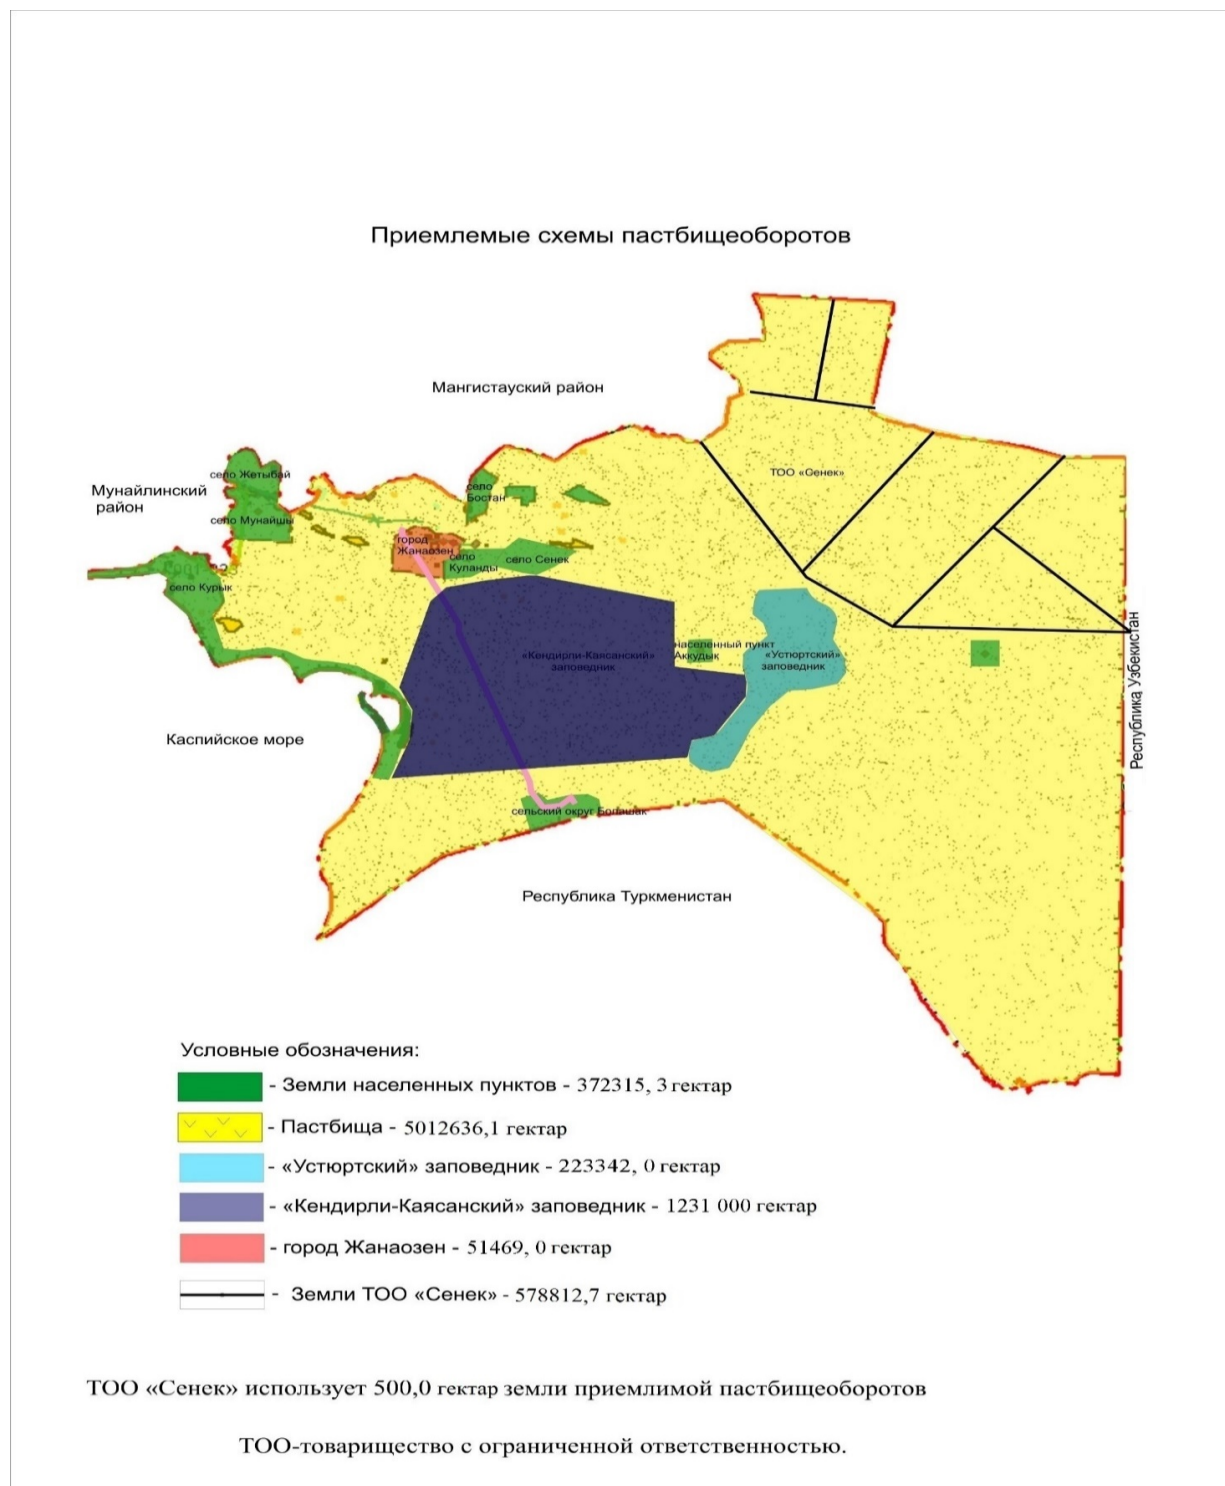 Приемлемые схемы пастбищеоборотов
Мангистауский район
село Жетыбай
Мунайлинский
район
село Мунайшы
село
Бостан
ТОО «Сенек»
город
Жанаозен
село
Куланды
село Сенек
село Курык
населенный пункт
Аккудык
«Кендирли-Каясанский»
заповедник
«Устюртский»
заповедник
Республика Узбекистан
Каспийское море
сельский округ Болашак
Республика Туркменистан
Условные обозначения:
- Земли населенных пунктов - 372315, 3 гектар
- Пастбища - 5012636,1 гектар
- «Устюртский» заповедник - 223342, 0 гектар
- «Кендирли-Каясанский» заповедник - 1231 000 гектар
- город Жанаозен - 51469, 0 гектар
- Земли ТОО «Сенек» - 578812,7 гектар
ТОО «Сенек» использует 500,0 гектар земли приемлимой пастбищеоборотов
ТОО-товарищество с ограниченной ответственностью.